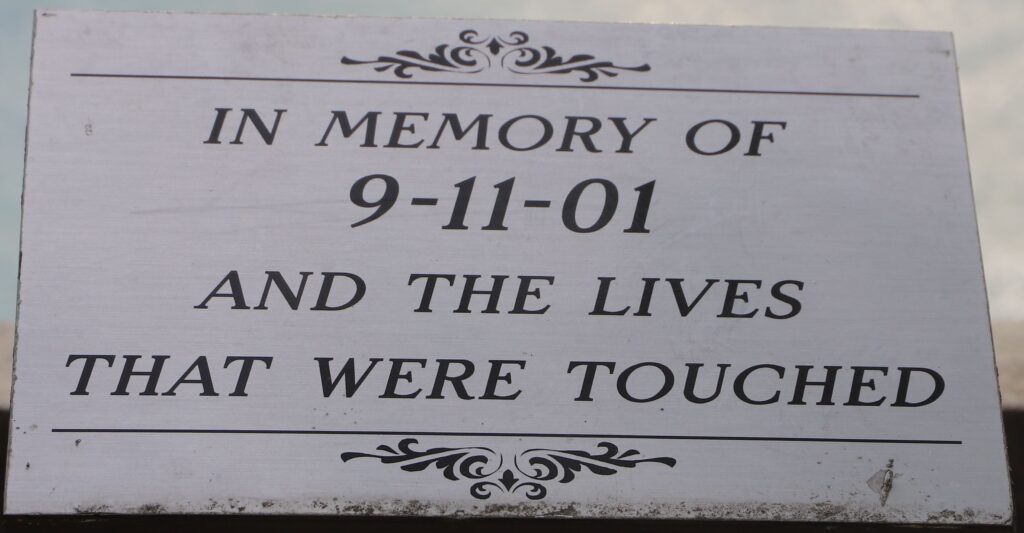 IN MEMORY OF
9-11-01
AND THE LIVES
THAT WERE TOUCHED